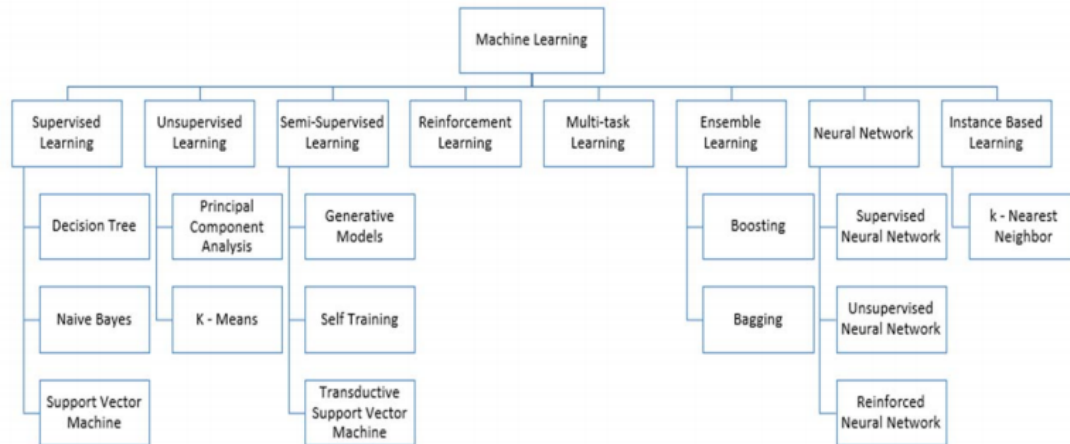 Machine Learning
Supervised
Learning
Unsupervised
Learning
Semi-Supervised
Learning
Reinforcement
Learning
Multi-task
Learning
Ensemble
Learning
Neural Network
Instance Based
Learning
Decision Tree
Principal
Component
Analysis
Generative
Models
Boosting
Supervised
Neural Network
k - Nearest
Neighbor
Naive Bayes
K - Means
Self Training
Bagging
Unsupervised
Neural Network
Support Vector
Machine
Transductive
Support Vector
Machine
Reinforced
Neural Network